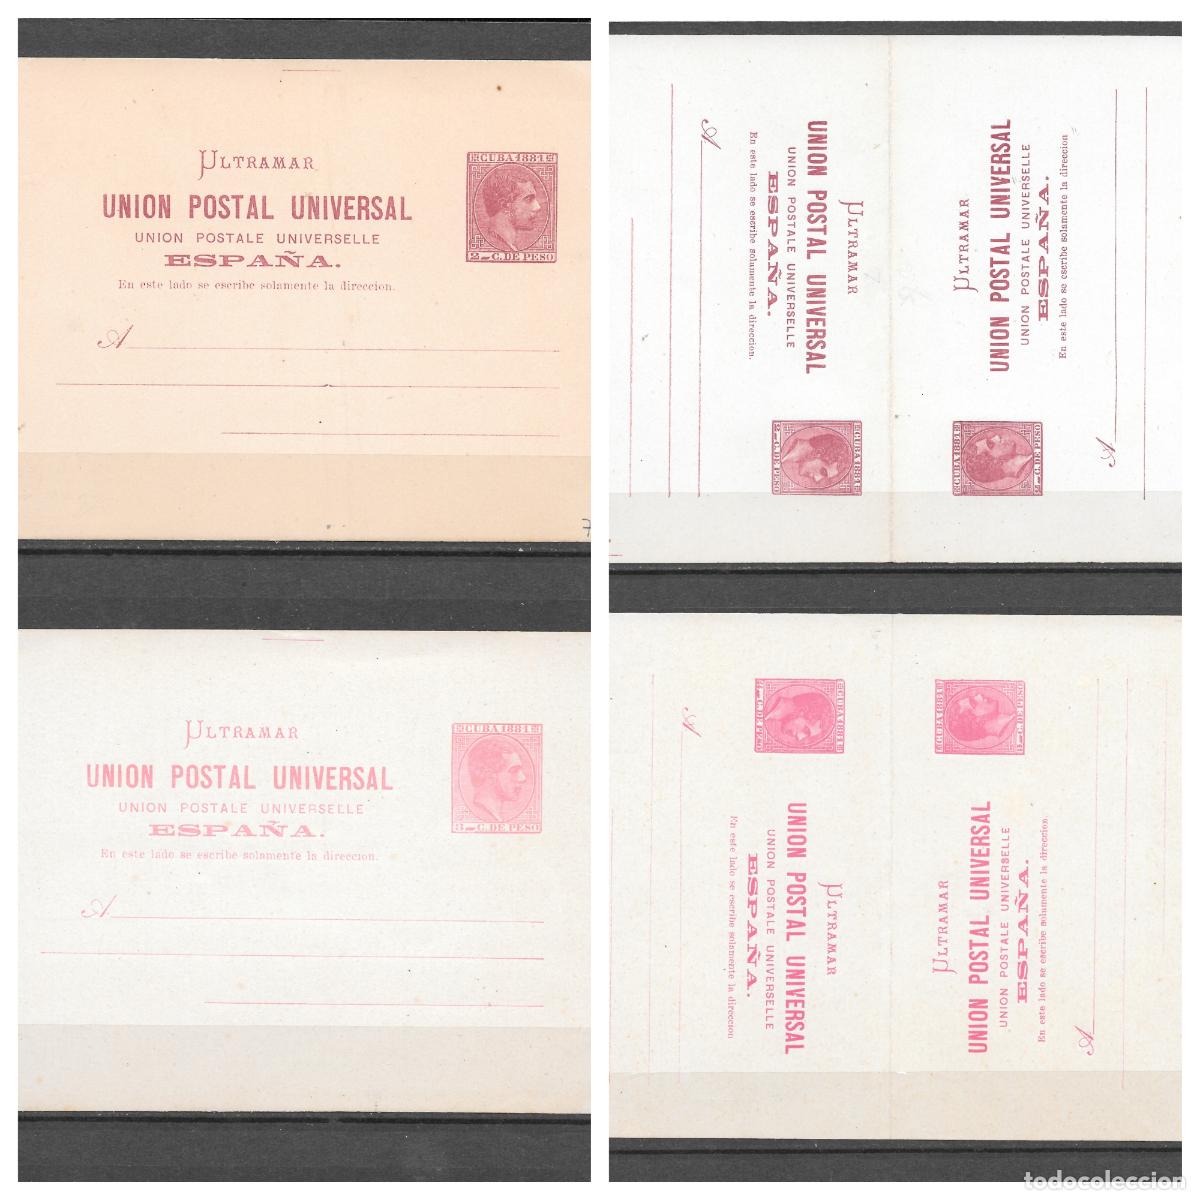 ULTRAMAR
UNION POSTAL UNIVERSAL
UNION POSTALE UNIVERSELLE
ESPAÑA.
En este lado se escribe solamente la direccion.
A
CUBA 1881
2 C. DE PESO
7
ULTRAMAR
UNION POSTAL UNIVERSAL
UNION POSTALE UNIVERSELLE
ESPAÑA.
En este lado se escribe solamente la direccion.
A
CUBA 1881
2 C. DE PESO
ULTRAMAR
UNION POSTAL UNIVERSAL
UNION POSTALE UNIVERSELLE
ESPAÑA.
En este lado se escribe solamente la direccion
A
CUBA 1881
2 C. DE PESO
ULTRAMAR
UNION POSTAL UNIVERSAL
UNION POSTALE UNIVERSELLE
ESPAÑA.
En este lado se escribe solamente la direccion.
A
CUBA 1881
3 C. DE PESO
ULTRAMAR
UNION POSTAL UNIVERSAL
UNION POSTALE UNIVERSELLE
ESPAÑA.
En este lado se escribe solamente la direccion
A
CUBA 1881
C. DE PESO
ULTRAMAR
UNION POSTAL UNIVERSAL
UNION POSTALE UNIVERSELLE
ESPAÑA.
En este lado se escribe solamente la direccion.
A
CUBA 1881
C. DE PESO
todocoleccion